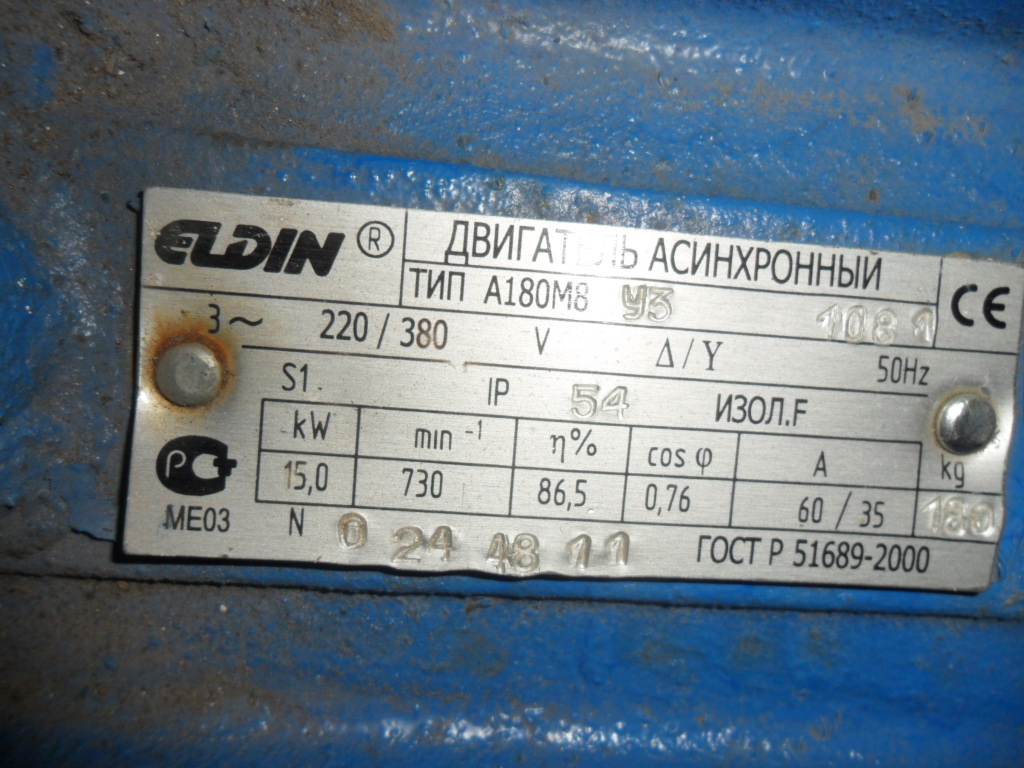 ELDIN ® ДВИГАТЕЛЬ АСИНХРОННЫЙ
ТИП А180М8 У3 1081 CE
3~ 220 / 380 V Δ / Y 50Hz
S1. IP 54 ИЗОЛ.F
kW min⁻¹ η% cos φ A kg
15,0 730 86,5 0,76 60 / 35 180
МЕ03 N 0 24 48 11 ГОСТ Р 51689-2000